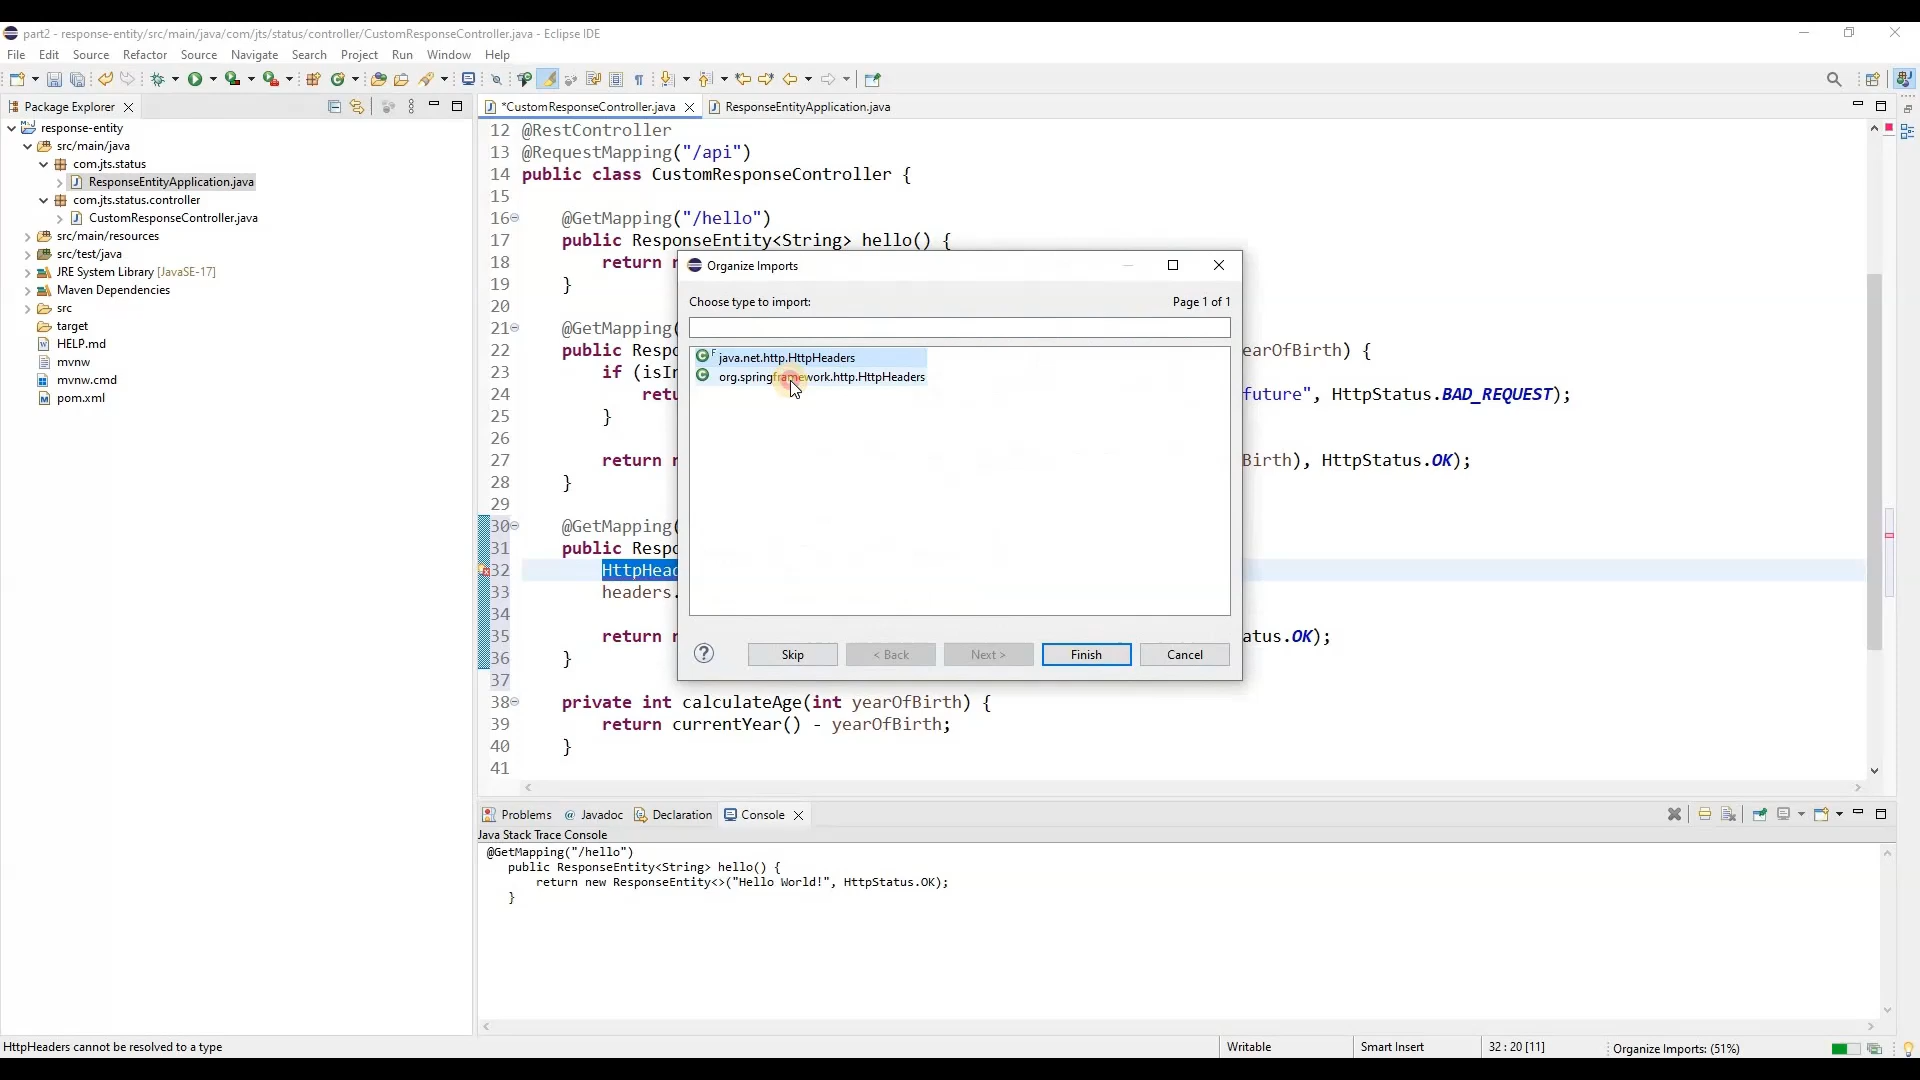 part2 - response-entity/src/main/java/com/jts/status/controller/CustomResponseController.java - Eclipse IDE
File Edit Source Refactor Source Navigate Search Project Run Window Help
Package Explorer
response-entity
src/main/java
com.jts.status
ResponseEntityApplication.java
com.jts.status.controller
CustomResponseController.java
src/main/resources
src/test/java
JRE System Library [JavaSE-17]
Maven Dependencies
src
target
HELP.md
mvnw
mvnw.cmd
pom.xml
*CustomResponseController.java ResponseEntityApplication.java
12 @RestController
13 @RequestMapping("/api")
14 public class CustomResponseController {
15
16 @GetMapping("/hello")
17 public ResponseEntity<String> hello() {
18 return
19 }
20
21 @GetMapping(
22 public Resp earOfBirth) {
23 if (isI
24 ret future", HttpStatus.BAD_REQUEST);
25 }
26
27 return Birth), HttpStatus.OK);
28 }
29
30 @GetMapping(
31 public Resp
32 HttpHea
33 headers.
34
35 return atus.OK);
36 }
37
38 private int calculateAge(int yearOfBirth) {
39 return currentYear() - yearOfBirth;
40 }
41
Organize Imports
Choose type to import: Page 1 of 1
java.net.http.HttpHeaders
org.springframework.http.HttpHeaders
Skip < Back Next > Finish Cancel
Problems Javadoc Declaration Console
Java Stack Trace Console
@GetMapping("/hello")
public ResponseEntity<String> hello() {
return new ResponseEntity<>("Hello World!", HttpStatus.OK);
}
HttpHeaders cannot be resolved to a type Writable Smart Insert 32 : 20 [11] Organize Imports: (51%)